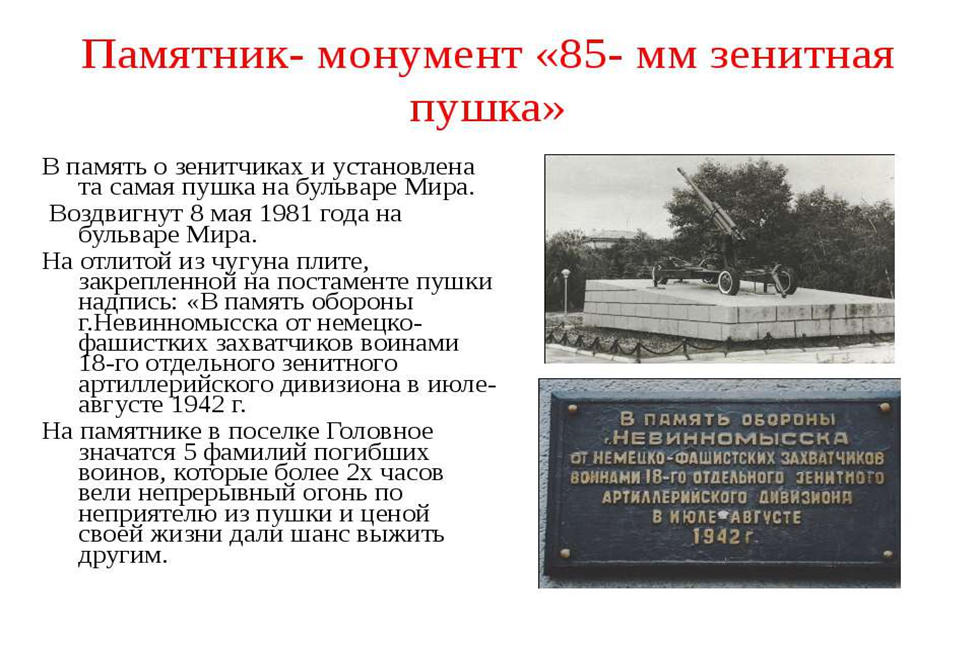 Памятник- монумент «85- мм зенитная
пушка»
В память о зенитчиках и установлена
та самая пушка на бульваре Мира.
Воздвигнут 8 мая 1981 года на
бульваре Мира.
На отлитой из чугуна плите,
закрепленной на постаменте пушки
надпись: «В память обороны
г.Невинномысска от немецко-
фашистких захватчиков воинами
18-го отдельного зенитного
артиллерийского дивизиона в июле-
августе 1942 г.
На памятнике в поселке Головное
значатся 5 фамилий погибших
воинов, которые более 2х часов
вели непрерывный огонь по
неприятелю из пушки и ценой
своей жизни дали шанс выжить
другим.
В ПАМЯТЬ ОБОРОНЫ
г.НЕВИННОМЫССКА
ОТ НЕМЕЦКО-ФАШИСТСКИХ ЗАХВАТЧИКОВ
ВОИНАМИ 18-ГО ОТДЕЛЬНОГО ЗЕНИТНОГО
АРТИЛЛЕРИЙСКОГО ДИВИЗИОНА
В ИЮЛЕ-АВГУСТЕ
1942 г.